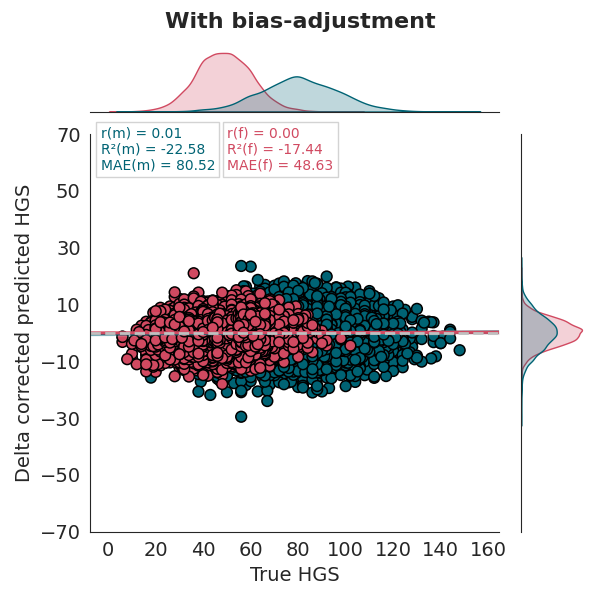 With bias-adjustment
r(m) = 0.01
R²(m) = -22.58
MAE(m) = 80.52
r(f) = 0.00
R²(f) = -17.44
MAE(f) = 48.63
Delta corrected predicted HGS
70
50
30
10
−10
−30
−50
−70
0 20 40 60 80 100 120 140 160
True HGS